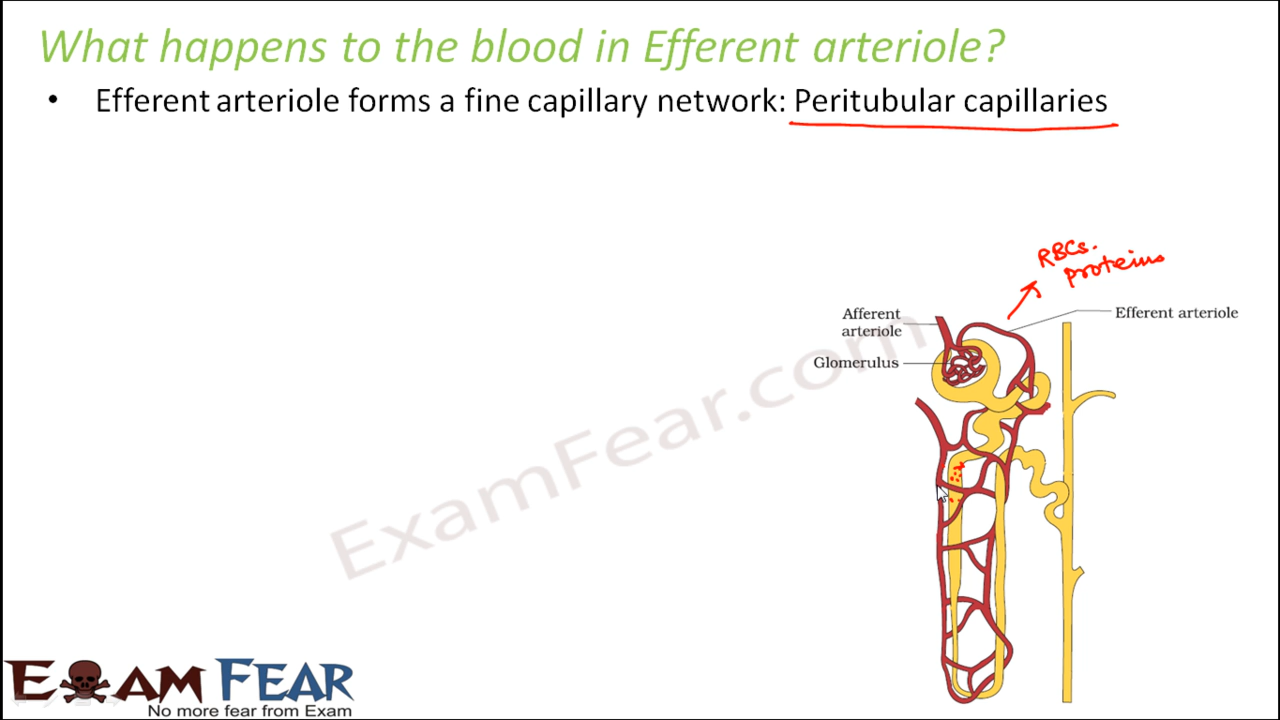 What happens to the blood in Efferent arteriole?
• Efferent arteriole forms a fine capillary network: Peritubular capillaries
RBCs.
proteins
Afferent
arteriole
Efferent arteriole
Glomerulus
ExamFear.com
EXAM FEAR
No more fear from Exam